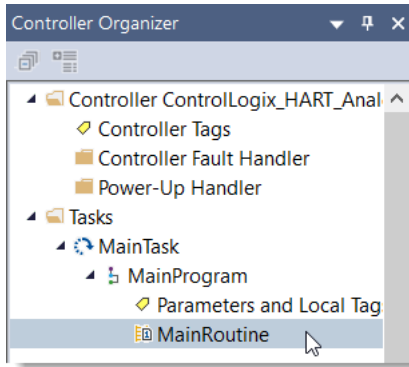 Controller Organizer
Controller ControlLogix_HART_Anal
Controller Tags
Controller Fault Handler
Power-Up Handler
Tasks
MainTask
MainProgram
Parameters and Local Tag
MainRoutine